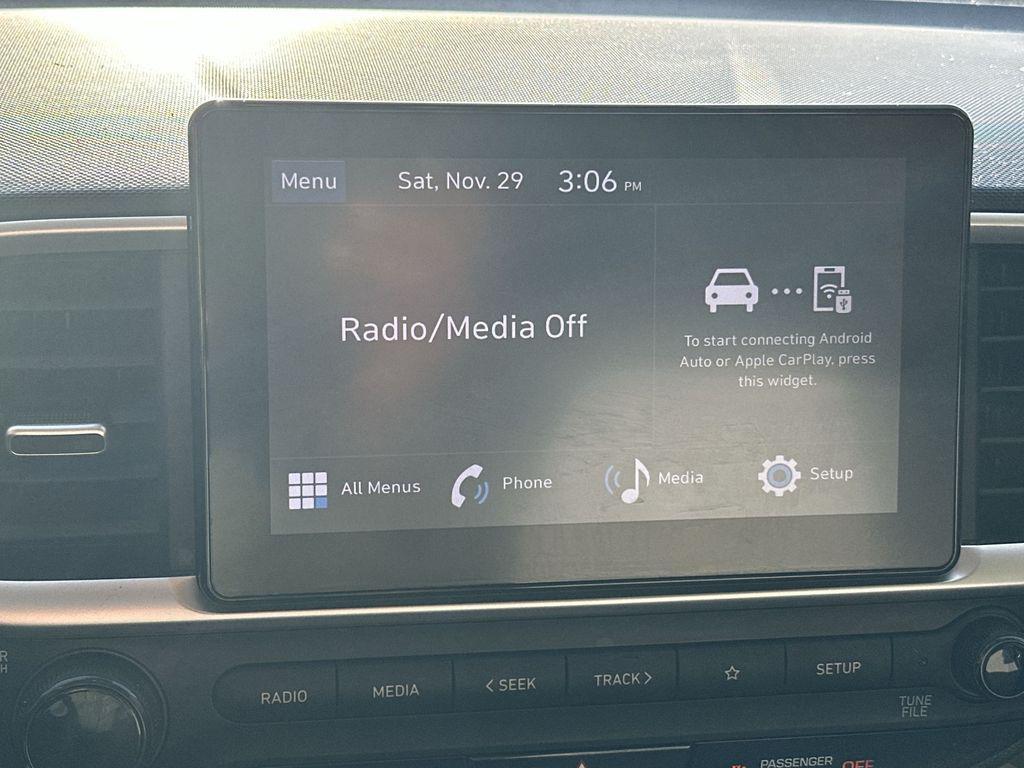 Menu Sat, Nov. 29 3:06 PM
Radio/Media Off
To start connecting Android
Auto or Apple CarPlay, press
this widget.
All Menus Phone Media Setup
RADIO MEDIA < SEEK TRACK > SETUP
TUNE
FILE
PASSENGER OFF